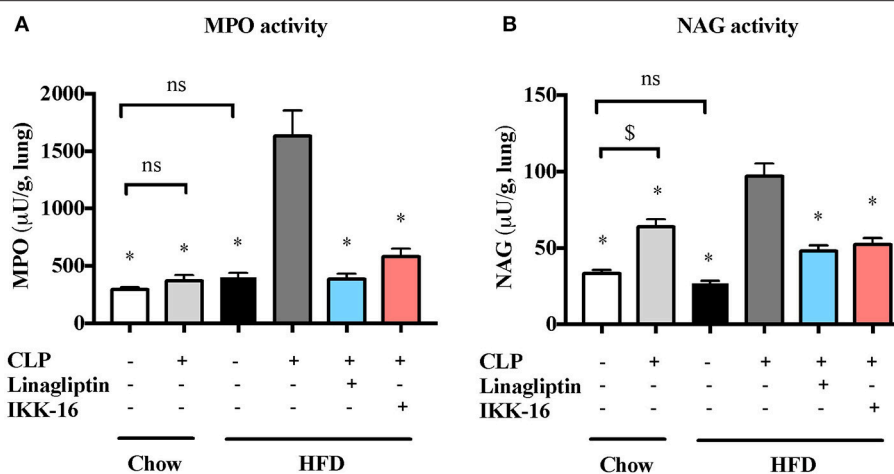 A MPO activity
2000
1500
1000
500
0
MPO (µU/g, lung)
ns
ns
* * * * *
CLP - + - + + +
Linagliptin - - - - + -
IKK-16 - - - - - +
Chow HFD
B NAG activity
150
100
50
0
NAG (µU/g, lung)
ns
$
* * * * *
CLP - + - + + +
Linagliptin - - - - + -
IKK-16 - - - - - +
Chow HFD